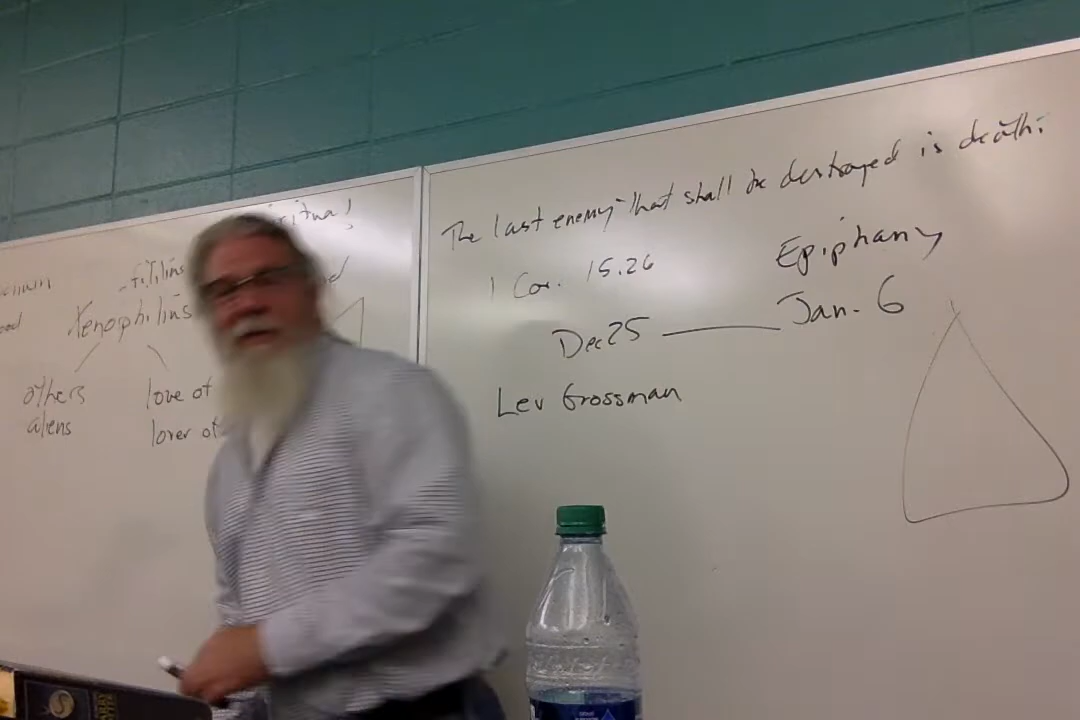 The last enemy that shall be destroyed is death.
1 Cor. 15.26
Epiphany
Dec 25 — Jan. 6
Lev Grossman
Xenophilius
others
aliens
love of
lover of